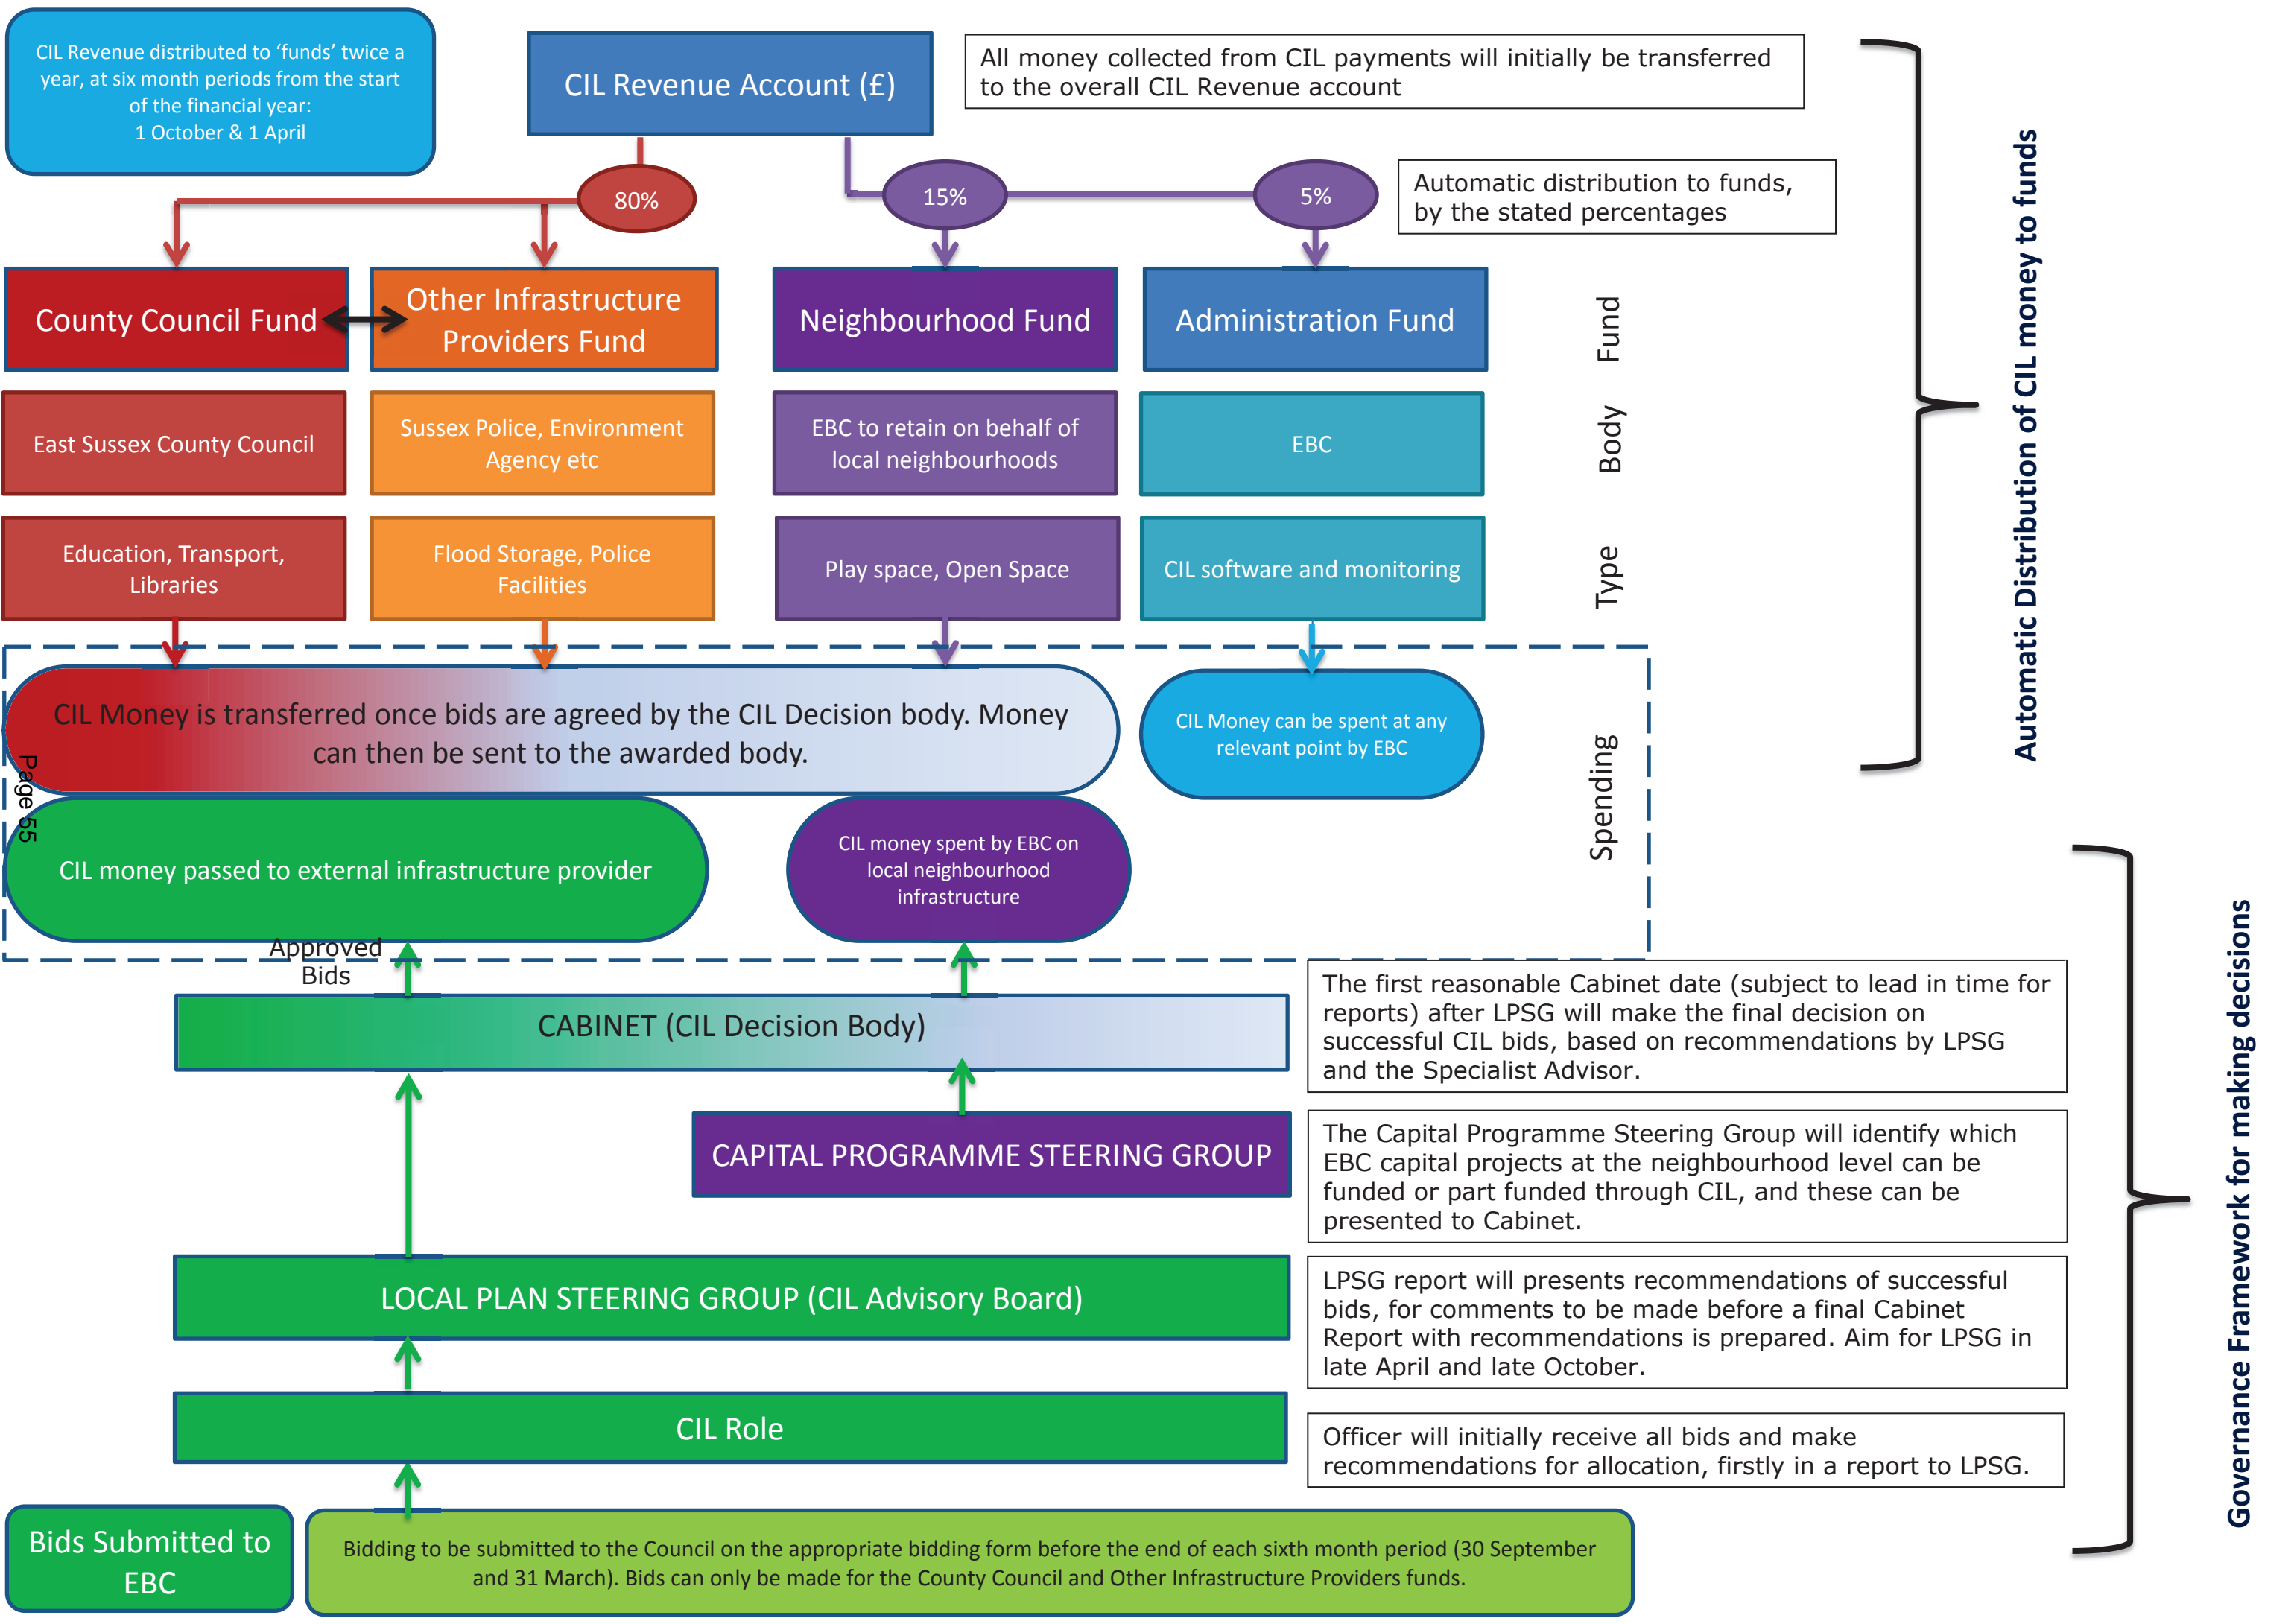 CIL Revenue distributed to ‘funds’ twice a
year, at six month periods from the start
of the financial year:
1 October & 1 April
CIL Revenue Account (£)
All money collected from CIL payments will initially be transferred
to the overall CIL Revenue account
80%
15%
5%
Automatic distribution to funds,
by the stated percentages
County Council Fund
Other Infrastructure
Providers Fund
Neighbourhood Fund
Administration Fund
Fund
East Sussex County Council
Sussex Police, Environment
Agency etc
EBC to retain on behalf of
local neighbourhoods
EBC
Body
Education, Transport,
Libraries
Flood Storage, Police
Facilities
Play space, Open Space
CIL software and monitoring
Type
Automatic Distribution of CIL money to funds
CIL Money is transferred once bids are agreed by the CIL Decision body. Money
can then be sent to the awarded body.
CIL Money can be spent at any
relevant point by EBC
Spending
Page 55
CIL money passed to external infrastructure provider
CIL money spent by EBC on
local neighbourhood
infrastructure
Approved
Bids
CABINET (CIL Decision Body)
The first reasonable Cabinet date (subject to lead in time for
reports) after LPSG will make the final decision on
successful CIL bids, based on recommendations by LPSG
and the Specialist Advisor.
CAPITAL PROGRAMME STEERING GROUP
The Capital Programme Steering Group will identify which
EBC capital projects at the neighbourhood level can be
funded or part funded through CIL, and these can be
presented to Cabinet.
LOCAL PLAN STEERING GROUP (CIL Advisory Board)
LPSG report will presents recommendations of successful
bids, for comments to be made before a final Cabinet
Report with recommendations is prepared. Aim for LPSG in
late April and late October.
CIL Role
Officer will initially receive all bids and make
recommendations for allocation, firstly in a report to LPSG.
Governance Framework for making decisions
Bids Submitted to
EBC
Bidding to be submitted to the Council on the appropriate bidding form before the end of each sixth month period (30 September
and 31 March). Bids can only be made for the County Council and Other Infrastructure Providers funds.